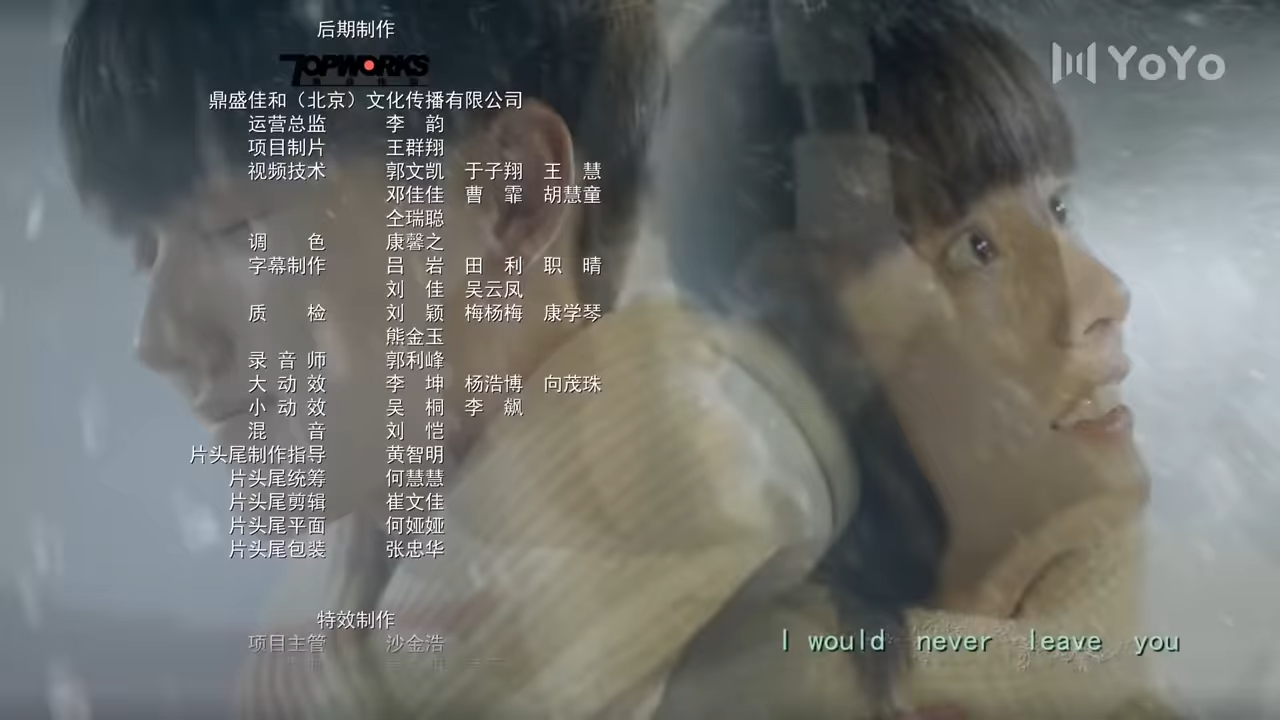 后期制作
TOPWORKS
YoYo
鼎盛佳和（北京）文化传播有限公司
运营总监 李 韵
项目制片 王群翔
视频技术 郭文凯 于子翔 王 慧
邓佳佳 曹 霏 胡慧童
仝瑞聪
调 色 康馨之
字幕制作 吕 岩 田 利 职 晴
刘 佳 吴云凤
质 检 刘 颖 梅杨梅 康学琴
熊金玉
录 音 师 郭利峰
大 动 效 李 坤 杨浩博 向茂珠
小 动 效 吴 桐 李 飙
混 音 刘 恺
片头尾制作指导 黄智明
片头尾统筹 何慧慧
片头尾剪辑 崔文佳
片头尾平面 何娅娅
片头尾包装 张忠华
特效制作
项目主管 沙金浩
I would never leave you